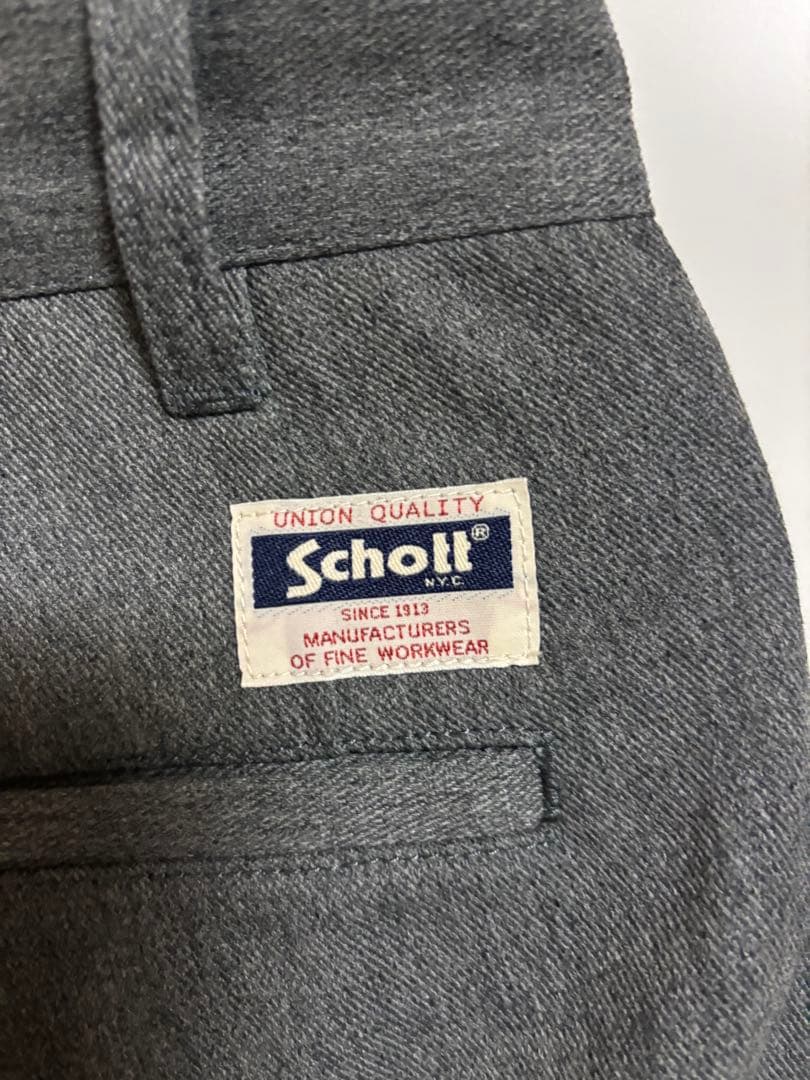 UNION QUALITY
Schott®
N.Y.C.
SINCE 1913
MANUFACTURERS
OF FINE WORKWEAR